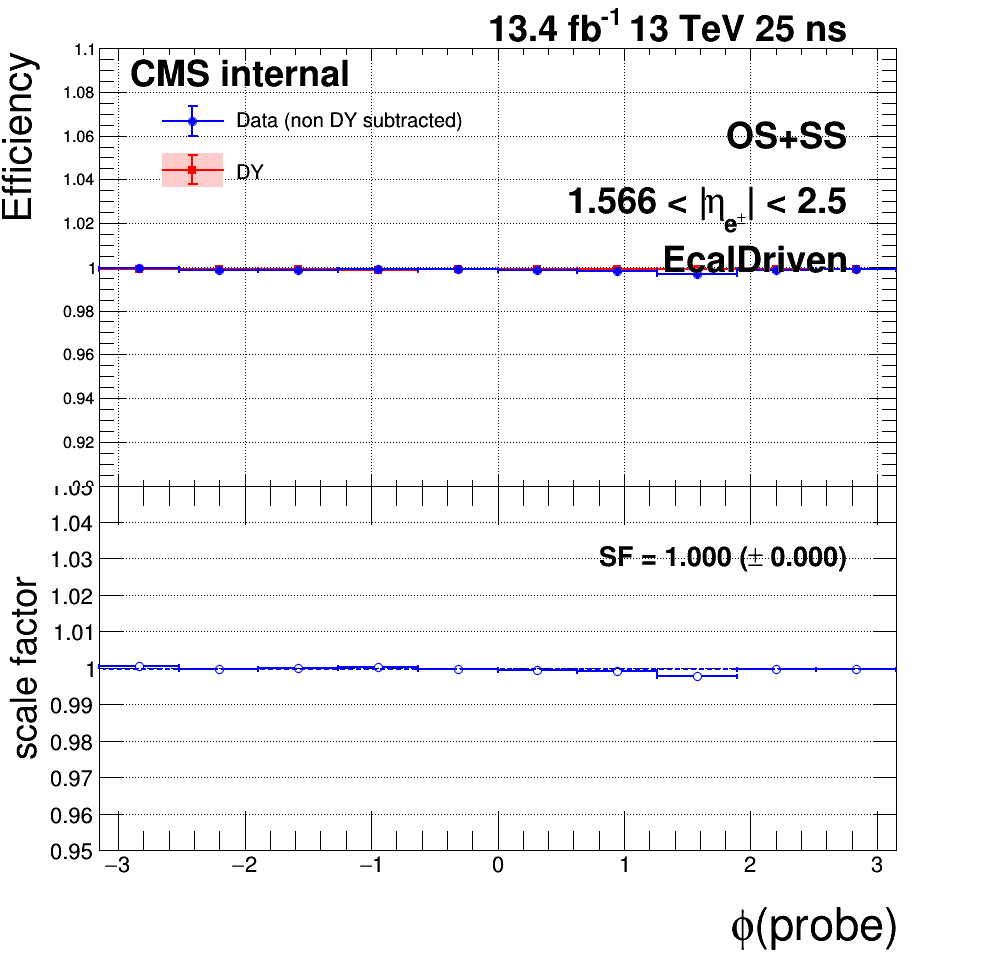 13.4 fb-1 13 TeV 25 ns
Efficiency
1.1
1.08
1.06
1.04
1.02
1
0.98
0.96
0.94
0.92
CMS internal
Data (non DY subtracted)
DY
OS+SS
1.566 < |ηe±| < 2.5
EcalDriven
scale factor
1.05
1.04
1.03
1.02
1.01
1
0.99
0.98
0.97
0.96
0.95
SF = 1.000 (± 0.000)
−3 −2 −1 0 1 2 3
ϕ(probe)